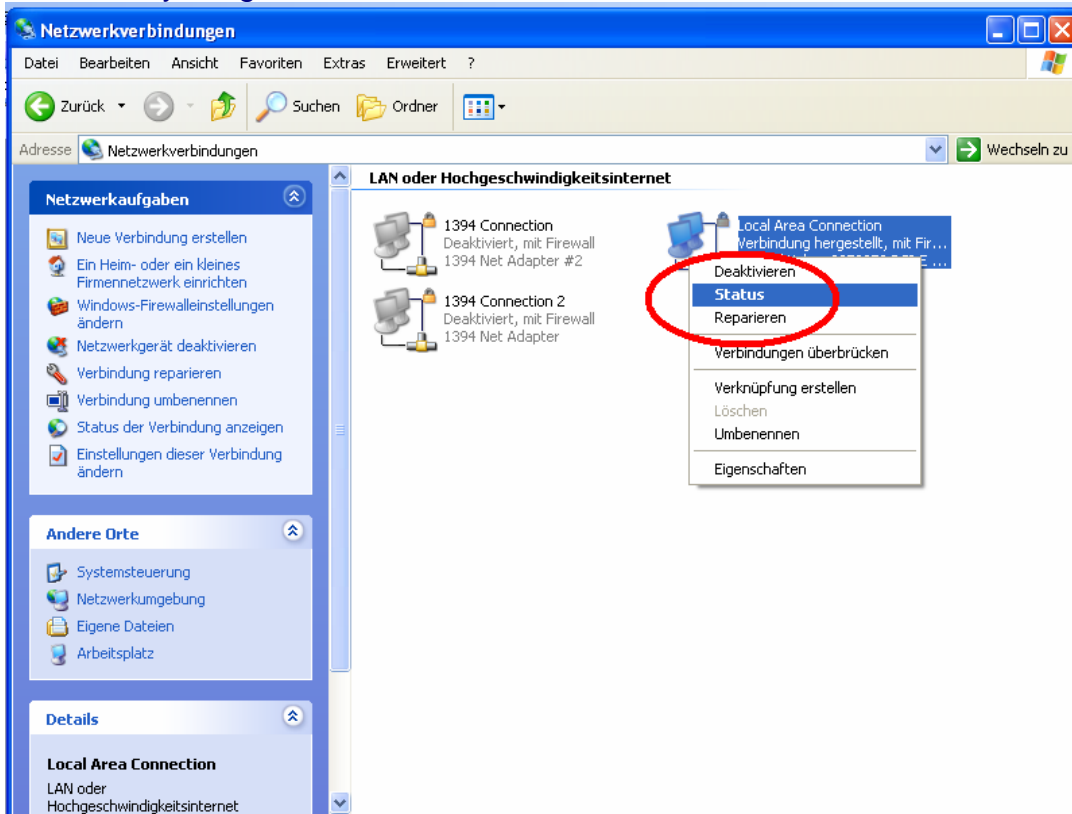 Netzwerkverbindungen
Datei Bearbeiten Ansicht Favoriten Extras Erweitert ?
Zurück Suchen Ordner
Adresse Netzwerkverbindungen Wechseln zu
Netzwerkaufgaben
Neue Verbindung erstellen
Ein Heim- oder ein kleines
Firmennetzwerk einrichten
Windows-Firewalleinstellungen
ändern
Netzwerkgerät deaktivieren
Verbindung reparieren
Verbindung umbenennen
Status der Verbindung anzeigen
Einstellungen dieser Verbindung
ändern
Andere Orte
Systemsteuerung
Netzwerkumgebung
Eigene Dateien
Arbeitsplatz
Details
Local Area Connection
LAN oder
Hochgeschwindigkeitsinternet
LAN oder Hochgeschwindigkeitsinternet
1394 Connection
Deaktiviert, mit Firewall
1394 Net Adapter #2
1394 Connection 2
Deaktiviert, mit Firewall
1394 Net Adapter
Local Area Connection
Verbindung hergestellt, mit Fir...
Deaktivieren
Status
Reparieren
Verbindungen überbrücken
Verknüpfung erstellen
Löschen
Umbenennen
Eigenschaften